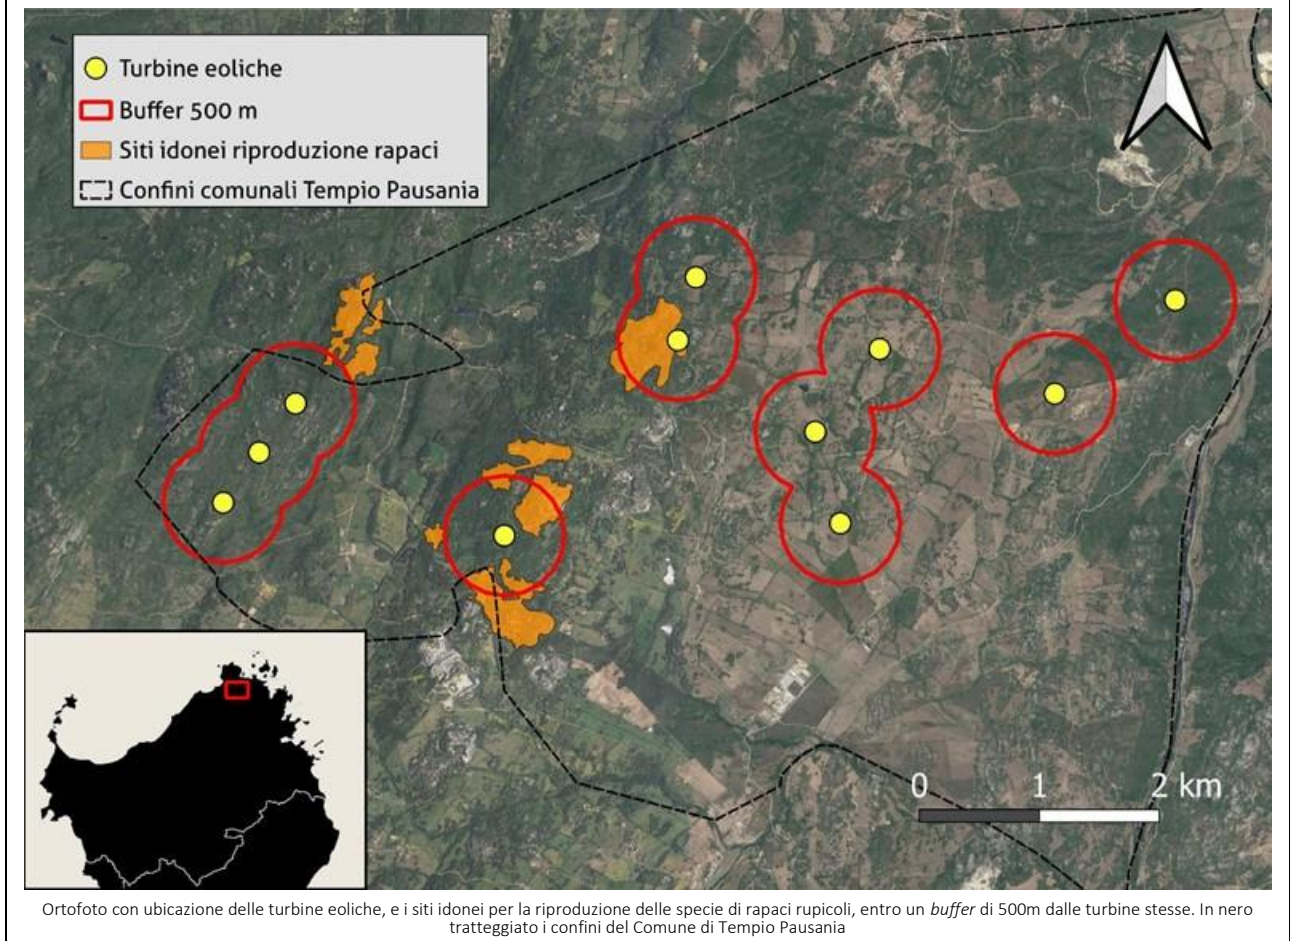 Turbine eoliche
Buffer 500 m
Siti idonei riproduzione rapaci
Confini comunali Tempio Pausania
0 1 2 km
Ortofoto con ubicazione delle turbine eoliche, e i siti idonei per la riproduzione delle specie di rapaci rupicoli, entro un buffer di 500m dalle turbine stesse. In nero
tratteggiato i confini del Comune di Tempio Pausania